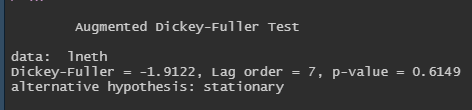 Augmented Dickey-Fuller Test
data:  lneth
Dickey-Fuller = -1.9122, Lag order = 7, p-value = 0.6149
alternative hypothesis: stationary